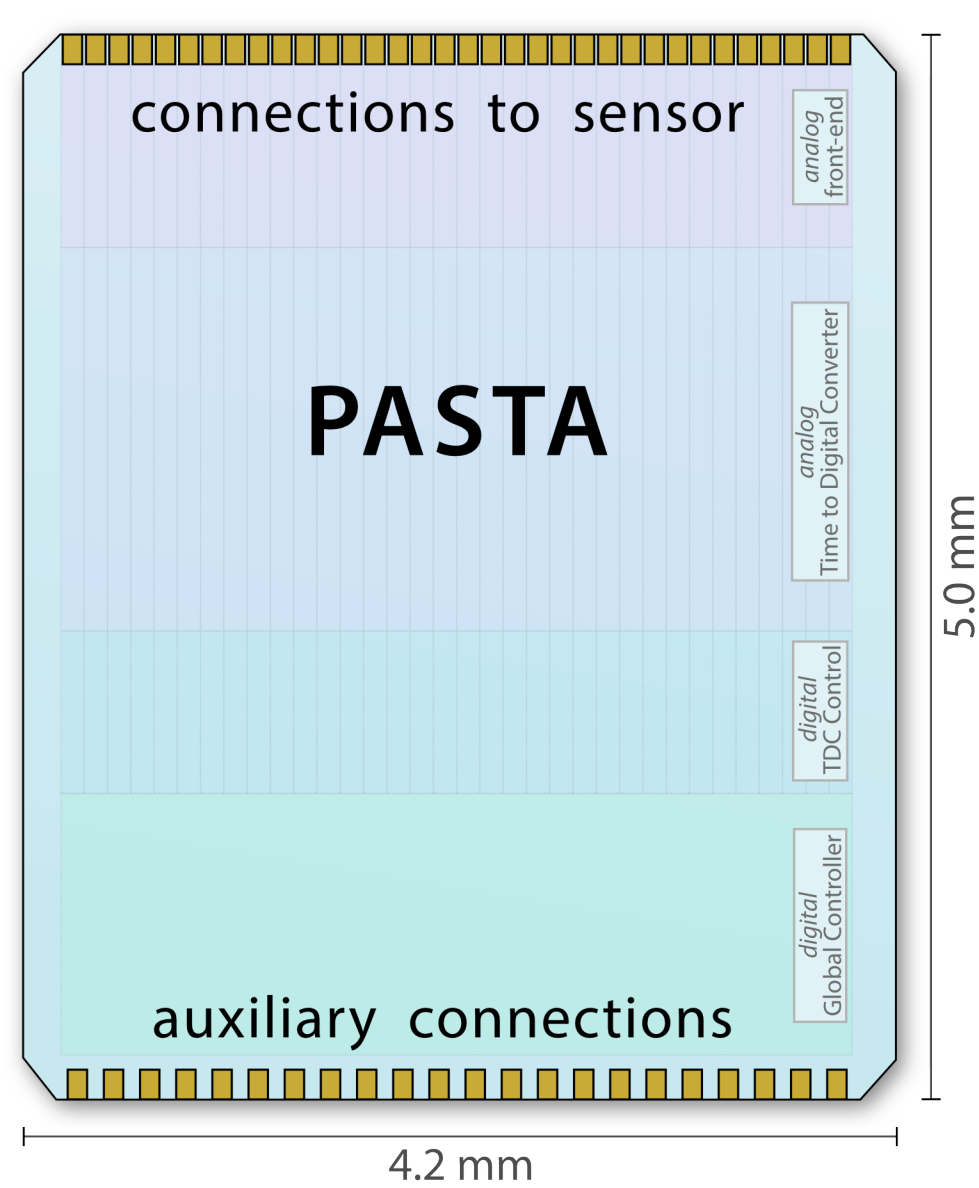 connections to sensor
analog
front-end
PASTA
analog
Time to Digital Converter
5.0 mm
digital
TDC Control
digital
Global Controller
auxiliary connections
4.2 mm